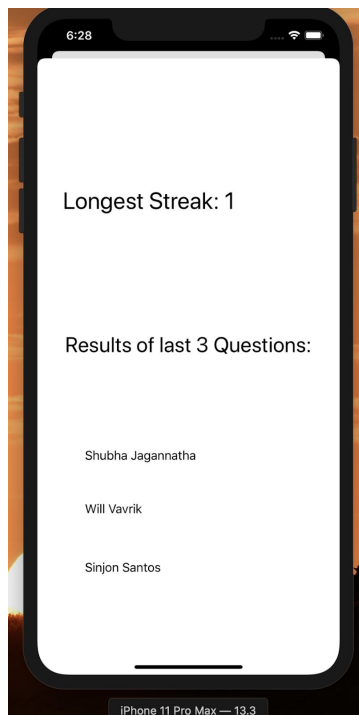 6:28
Longest Streak: 1
Results of last 3 Questions:
Shubha Jagannatha
Will Vavrik
Sinjon Santos
iPhone 11 Pro Max — 13.3